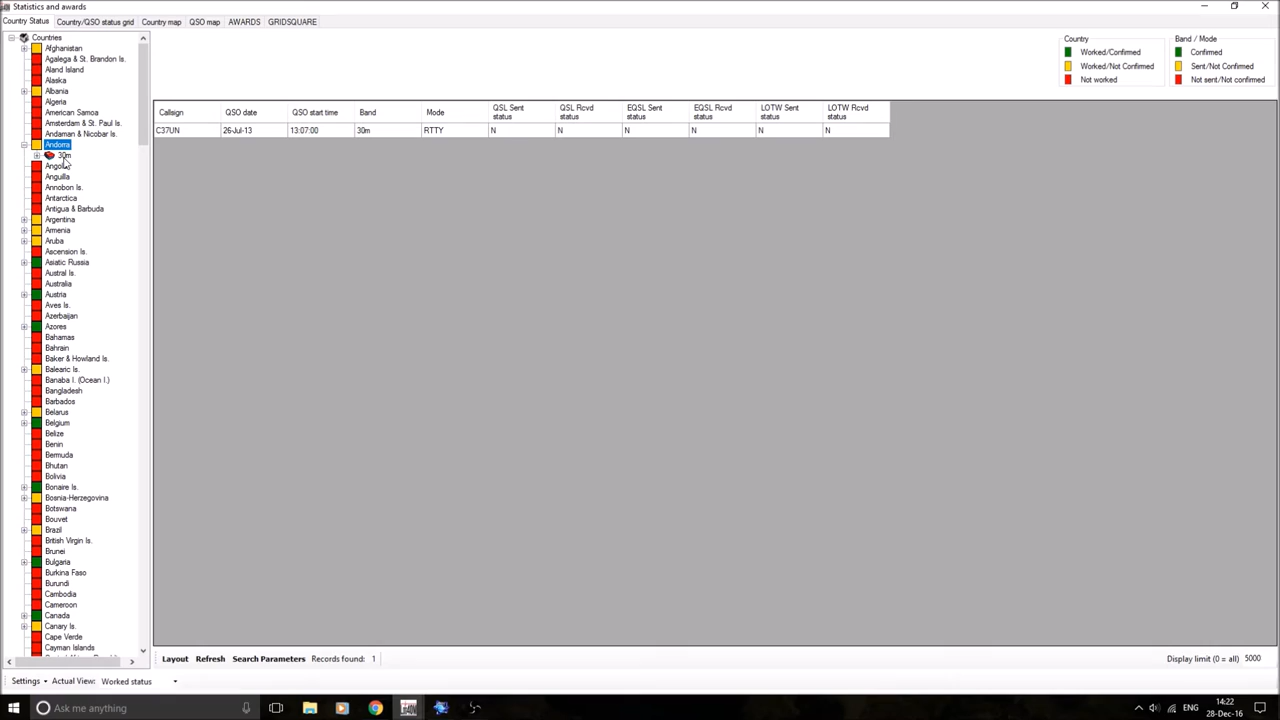 Statistics and awards
Country Status Country/QSO status grid Country map QSO map AWARDS GRIDSQUARE
Countries
Afghanistan
Agalega & St. Brandon Is.
Aland Island
Alaska
Albania
Algeria
American Samoa
Amsterdam & St. Paul Is.
Andaman & Nicobar Is.
Andorra
30m
Angola
Anguilla
Annobon Is.
Antarctica
Antigua & Barbuda
Argentina
Armenia
Aruba
Ascension Is.
Asiatic Russia
Austral Is.
Australia
Austria
Aves Is.
Azerbaijan
Azores
Bahamas
Bahrain
Baker & Howland Is.
Balearic Is.
Banaba I. (Ocean I.)
Bangladesh
Barbados
Belarus
Belgium
Belize
Benin
Bermuda
Bhutan
Bolivia
Bonaire Is.
Bosnia-Herzegovina
Botswana
Bouvet
Brazil
British Virgin Is.
Brunei
Bulgaria
Burkina Faso
Burundi
Cambodia
Cameroon
Canada
Canary Is.
Cape Verde
Cayman Islands
Country
Worked/Confirmed
Worked/Not Confirmed
Not worked
Band / Mode
Confirmed
Sent/Not Confirmed
Not sent/Not confirmed
Callsign QSO date QSO start time Band Mode QSL Sent status QSL Rcvd status EQSL Sent status EQSL Rcvd status LOTW Sent status LOTW Rcvd status
C37UN 26-Jul-13 13:07:00 30m RTTY N N N N N N
Layout Refresh Search Parameters Records found: 1 Display limit (0 = all) 5000
Settings Actual View: Worked status
Ask me anything
ENG
14:22
28-Dec-16